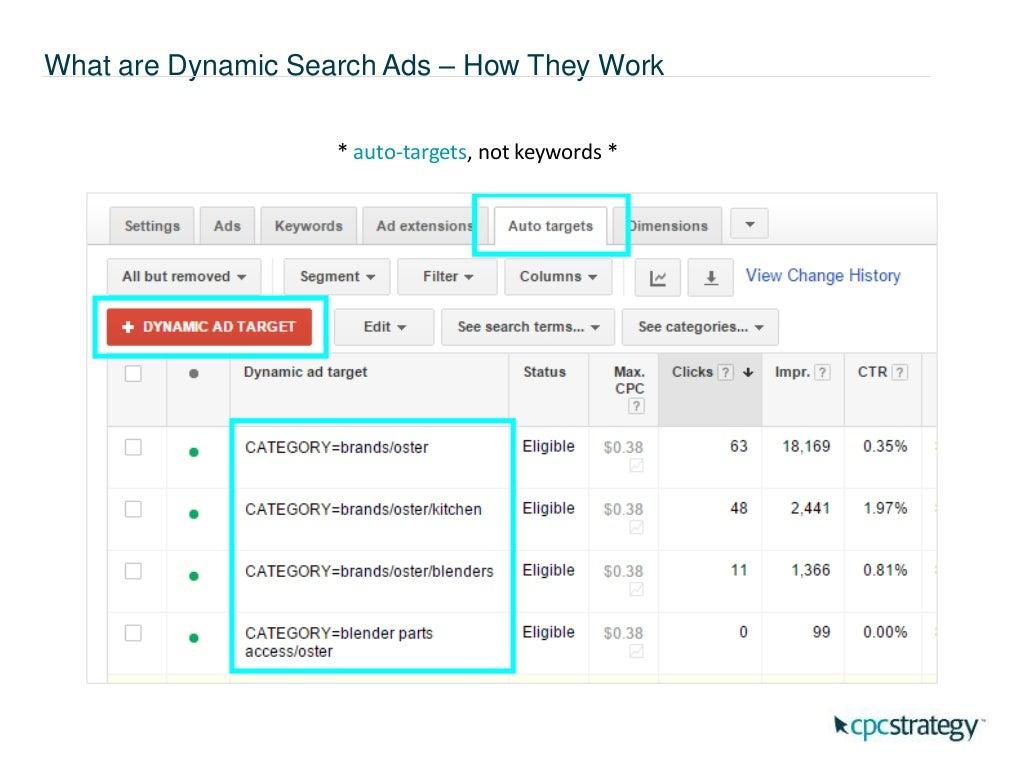 What are Dynamic Search Ads – How They Work
* auto-targets, not keywords *
Settings Ads Keywords Ad extensions Auto targets Dimensions
All but removed Segment Filter Columns View Change History
+ DYNAMIC AD TARGET Edit See search terms... See categories...
Dynamic ad target Status Max. CPC ? Clicks ? Impr. ? CTR ?
CATEGORY=brands/oster Eligible $0.38 63 18,169 0.35%
CATEGORY=brands/oster/kitchen Eligible $0.38 48 2,441 1.97%
CATEGORY=brands/oster/blenders Eligible $0.38 11 1,366 0.81%
CATEGORY=blender parts Eligible $0.38 0 99 0.00%
access/oster
cpcstrategy™